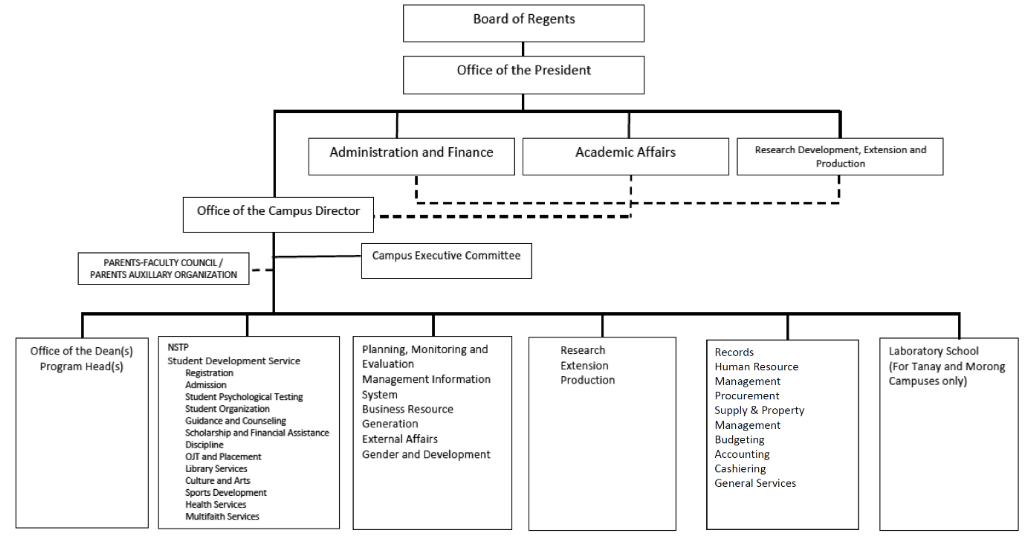 Board of Regents
Office of the President
Administration and Finance
Academic Affairs
Research Development, Extension and
Production
Office of the Campus Director
Campus Executive Committee
PARENTS-FACULTY COUNCIL /
PARENTS AUXILLARY ORGANIZATION
Office of the Dean(s)
Program Head(s)
NSTP
Student Development Service
Registration
Admission
Student Psychological Testing
Student Organization
Guidance and Counseling
Scholarship and Financial Assistance
Discipline
OJT and Placement
Library Services
Culture and Arts
Sports Development
Health Services
Multifaith Services
Planning, Monitoring and
Evaluation
Management Information
System
Business Resource
Generation
External Affairs
Gender and Development
Research
Extension
Production
Records
Human Resource
Management
Procurement
Supply & Property
Management
Budgeting
Accounting
Cashiering
General Services
Laboratory School
(For Tanay and Morong
Campuses only)